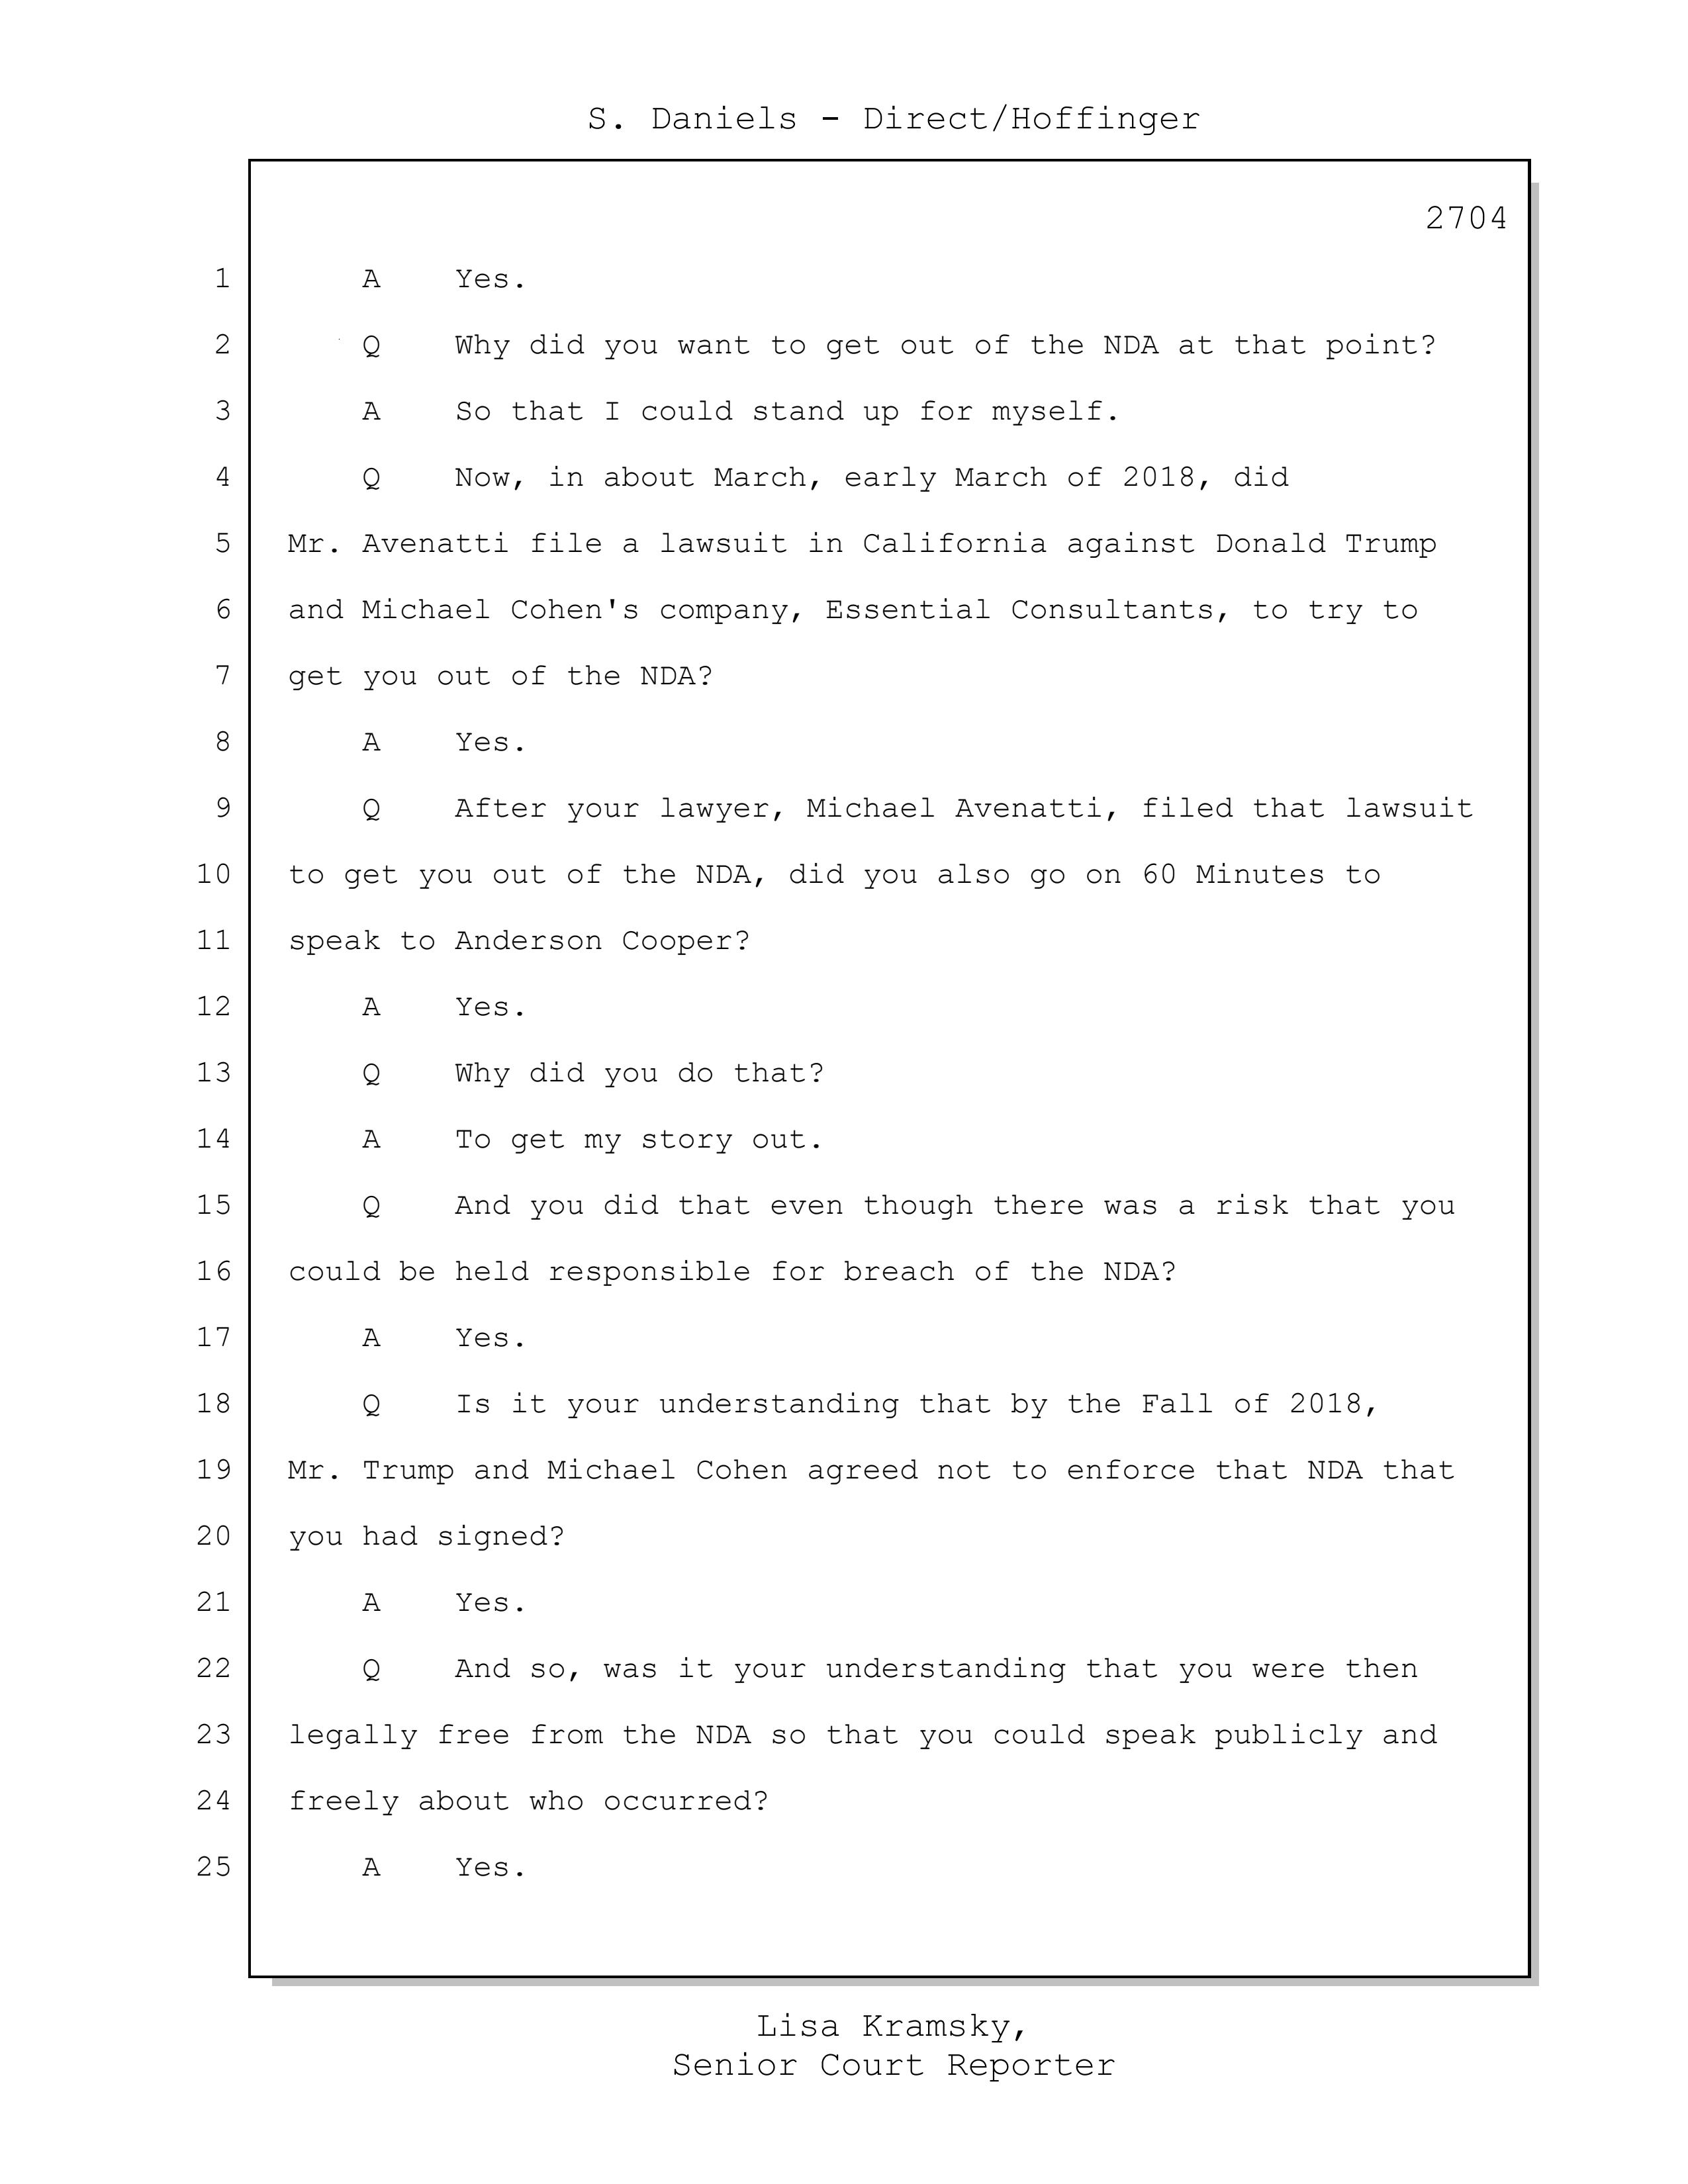 S. Daniels - Direct/Hoffinger
2704
1 A Yes.
2 Q Why did you want to get out of the NDA at that point?
3 A So that I could stand up for myself.
4 Q Now, in about March, early March of 2018, did
5 Mr. Avenatti file a lawsuit in California against Donald Trump
6 and Michael Cohen's company, Essential Consultants, to try to
7 get you out of the NDA?
8 A Yes.
9 Q After your lawyer, Michael Avenatti, filed that lawsuit
10 to get you out of the NDA, did you also go on 60 Minutes to
11 speak to Anderson Cooper?
12 A Yes.
13 Q Why did you do that?
14 A To get my story out.
15 Q And you did that even though there was a risk that you
16 could be held responsible for breach of the NDA?
17 A Yes.
18 Q Is it your understanding that by the Fall of 2018,
19 Mr. Trump and Michael Cohen agreed not to enforce that NDA that
20 you had signed?
21 A Yes.
22 Q And so, was it your understanding that you were then
23 legally free from the NDA so that you could speak publicly and
24 freely about who occurred?
25 A Yes.
Lisa Kramsky,
Senior Court Reporter